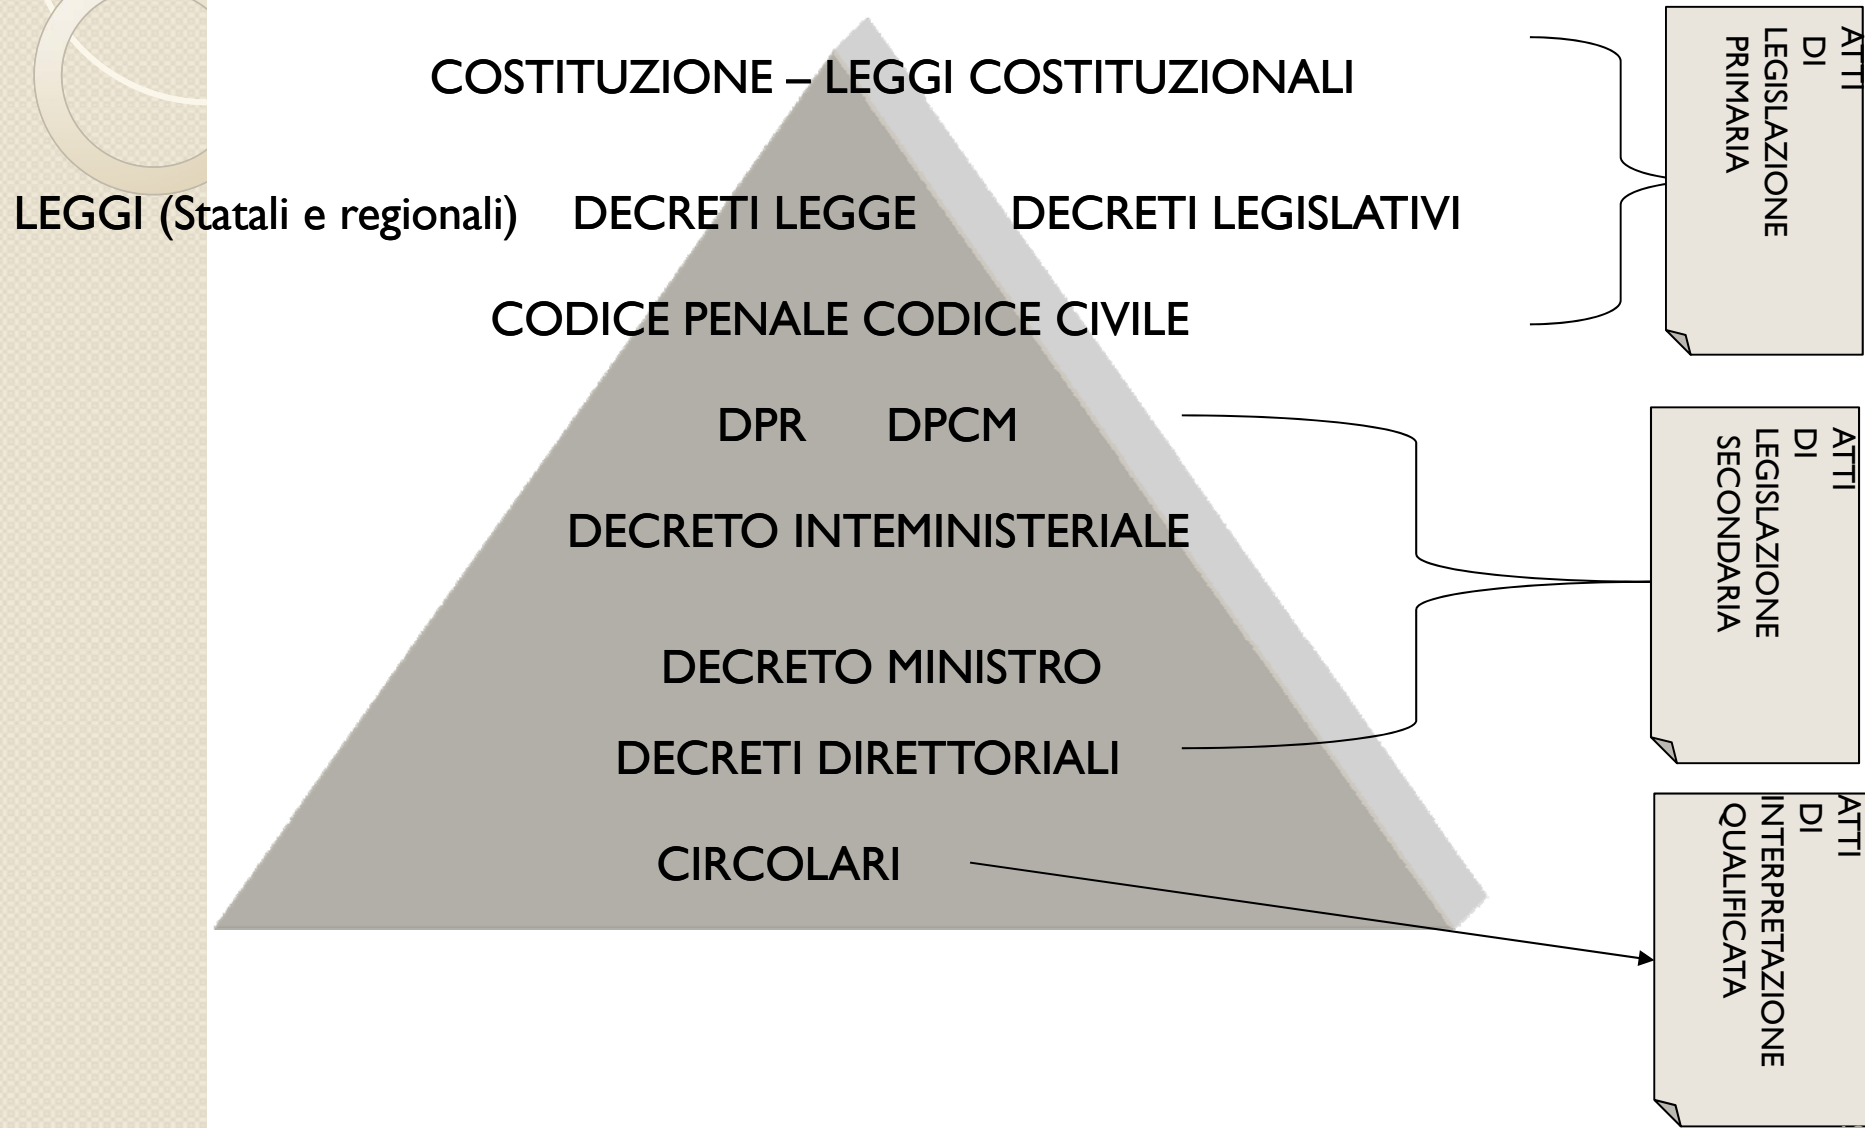 COSTITUZIONE – LEGGI COSTITUZIONALI
LEGGI (Statali e regionali) DECRETI LEGGE DECRETI LEGISLATIVI
CODICE PENALE CODICE CIVILE
DPR DPCM
DECRETO INTEMINISTERIALE
DECRETO MINISTRO
DECRETI DIRETTORIALI
CIRCOLARI
ATTI
DI
LEGISLAZIONE
PRIMARIA
ATTI
DI
LEGISLAZIONE
SECONDARIA
ATTI
DI
INTERPRETAZIONE
QUALIFICATA